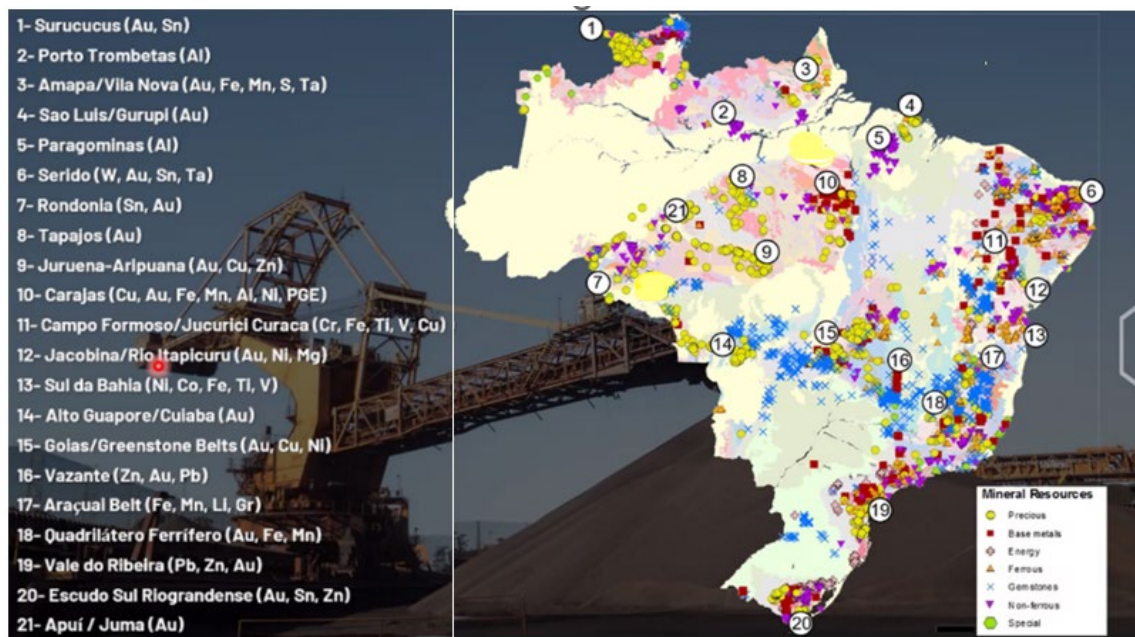 1- Surucucus (Au, Sn)
2- Porto Trombetas (Al)
3- Amapa/Vila Nova (Au, Fe, Mn, S, Ta)
4- Sao Luis/Gurupi (Au)
5- Paragominas (Al)
6- Serido (W, Au, Sn, Ta)
7- Rondonia (Sn, Au)
8- Tapajos (Au)
9- Juruena-Aripuana (Au, Cu, Zn)
10- Carajas (Cu, Au, Fe, Mn, Al, Ni, PGE)
11- Campo Formoso/Jucurici Curaca (Cr, Fe, Ti, V, Cu)
12- Jacobina/Rio Itapicuru (Au, Ni, Mg)
13- Sul da Bahia (Ni, Co, Fe, Ti, V)
14- Alto Guapore/Cuiaba (Au)
15- Goias/Greenstone Belts (Au, Cu, Ni)
16- Vazante (Zn, Au, Pb)
17- Araçuai Belt (Fe, Mn, Li, Gr)
18- Quadrilátero Ferrífero (Au, Fe, Mn)
19- Vale do Ribeira (Pb, Zn, Au)
20- Escudo Sul Riograndense (Au, Sn, Zn)
21- Apuí / Juma (Au)
1
3
2
4
5
8
10
6
21
11
9
7
12
15
13
14
16
17
18
19
20
Mineral Resources
Precious
Base metals
Energy
Ferrous
Gemstones
Non-ferrous
Special